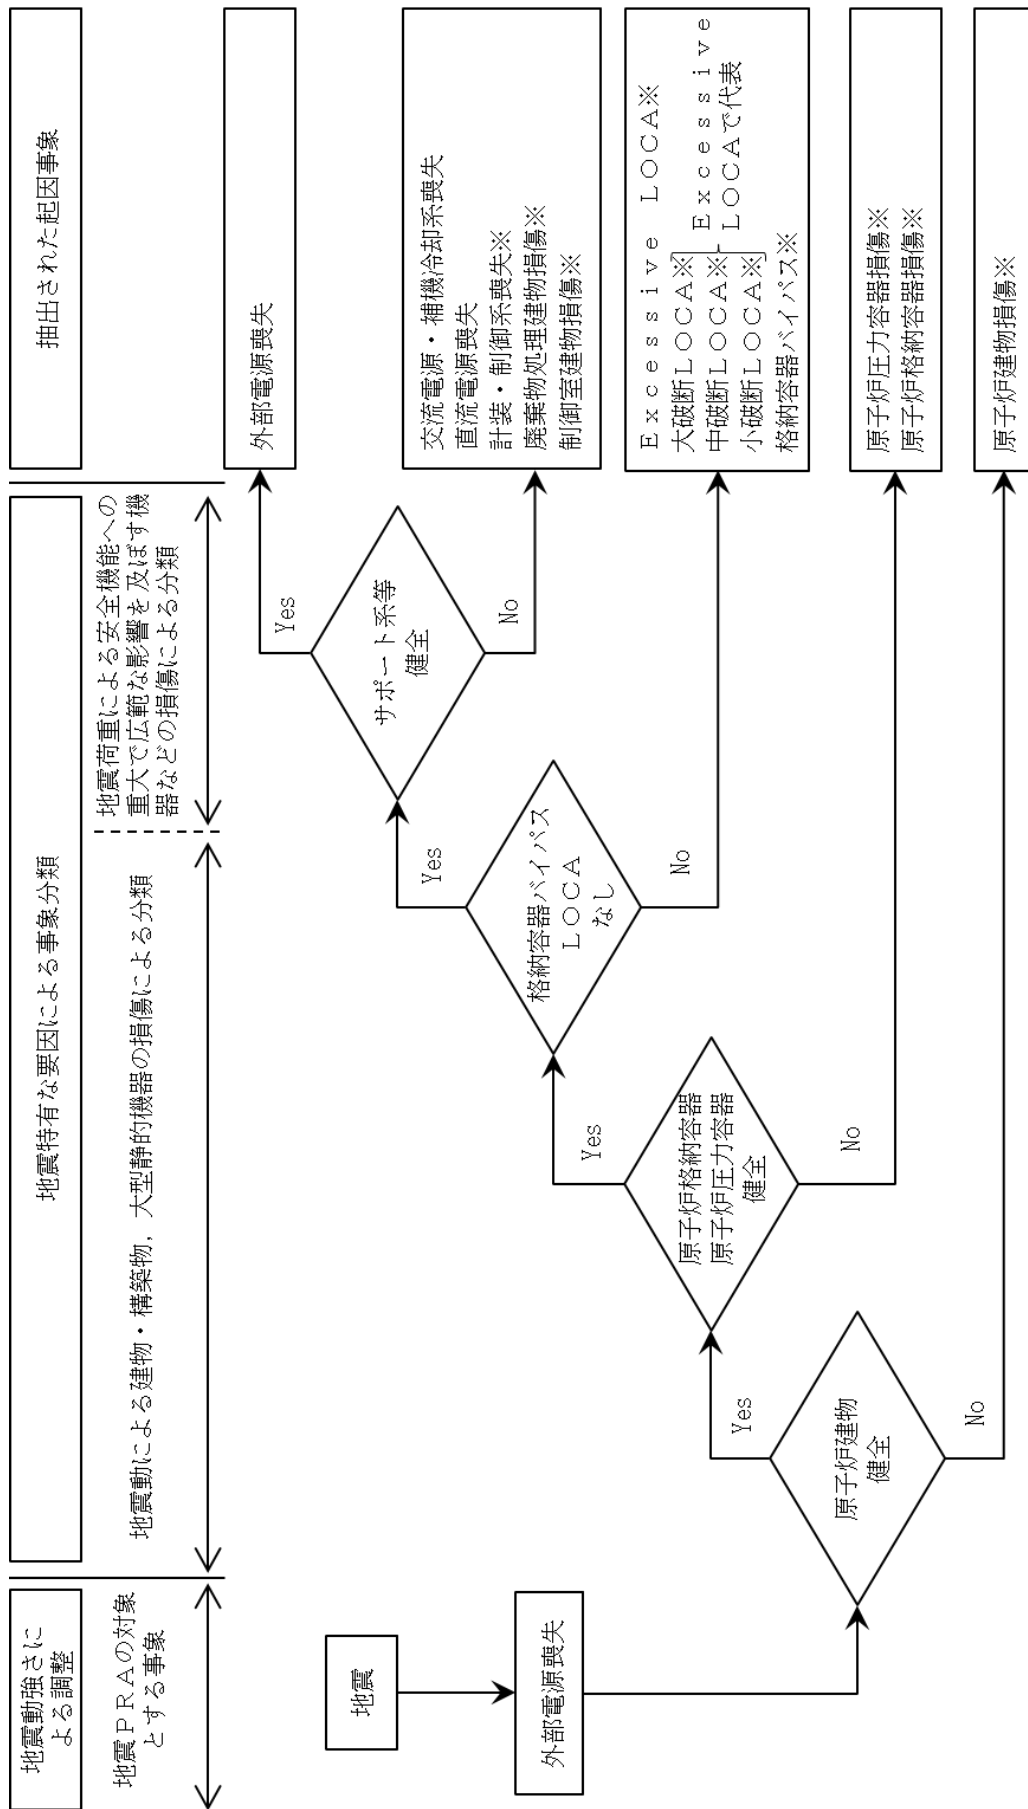 地震動強さに
よる調整
地震特有な要因による事象分類
抽出された起因事象
地震PRAの対象
とする事象
地震動による建物・構築物，大型静的機器の損傷による分類
地震荷重による安全機能への
重大で広範な影響を及ぼす機
器などの損傷による分類
地震
外部電源喪失
原子炉建物
健全
Yes
No
原子炉格納容器
原子炉圧力容器
健全
Yes
No
格納容器バイパス
LOCA
なし
Yes
No
サポート系等
健全
Yes
No
外部電源喪失
交流電源・補機冷却系喪失
直流電源喪失
計装・制御系喪失※
廃棄物処理建物損傷※
制御室建物損傷※
Excessive LOCA※
大破断LOCA※
中破断LOCA※
小破断LOCA※
Excessive
LOCAで代表
格納容器バイパス※
原子炉圧力容器損傷※
原子炉格納容器損傷※
原子炉建物損傷※